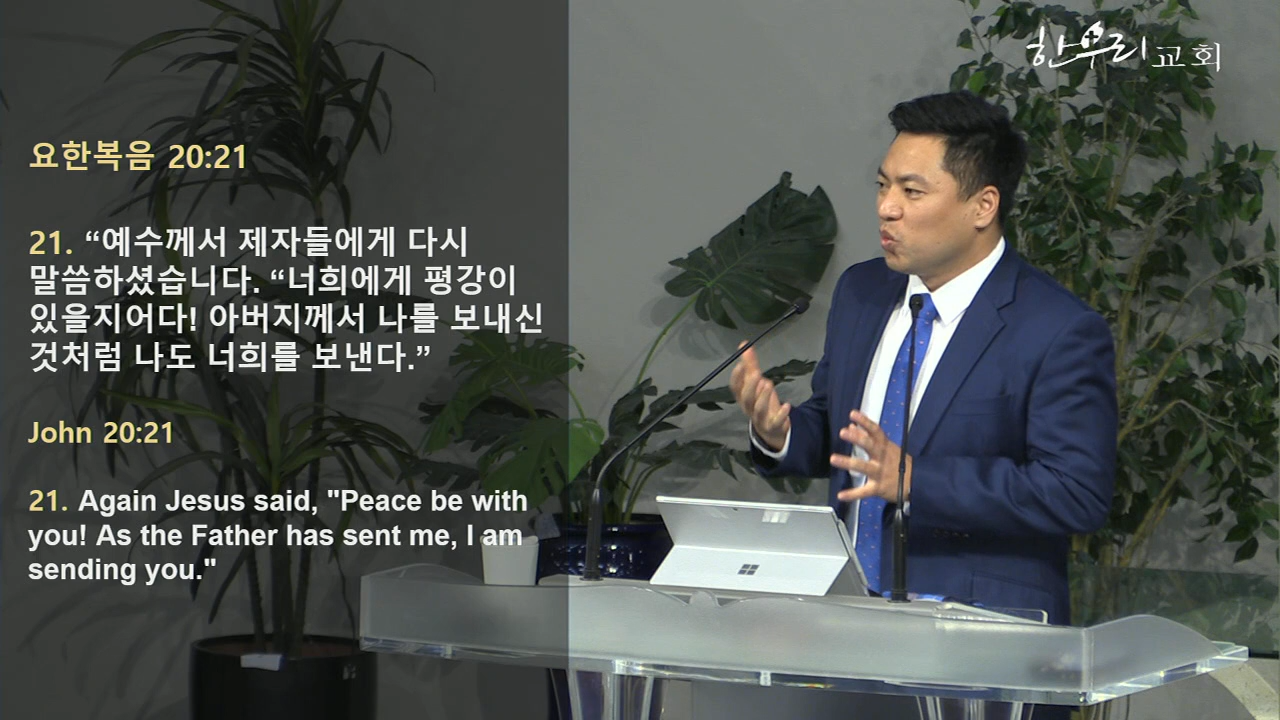 한우리교회
요한복음 20:21
21. “예수께서 제자들에게 다시
말씀하셨습니다. “너희에게 평강이
있을지어다! 아버지께서 나를 보내신
것처럼 나도 너희를 보낸다.”
John 20:21
21. Again Jesus said, "Peace be with
you! As the Father has sent me, I am
sending you."